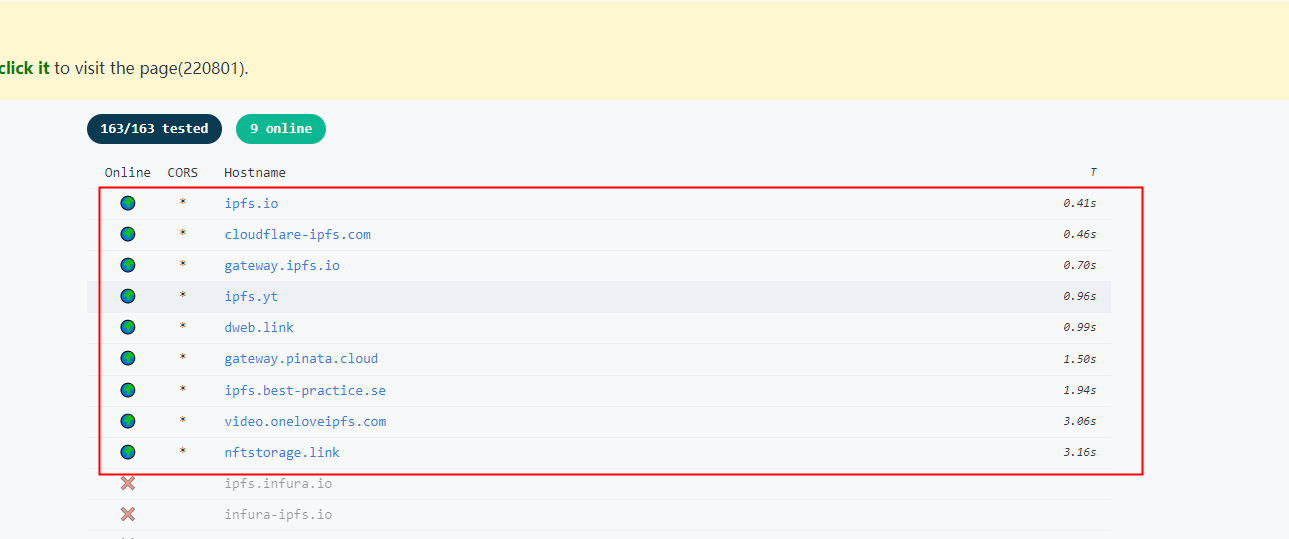 click it to visit the page(220801).
163/163 tested 9 online
Online CORS Hostname T
* ipfs.io 0.41s
* cloudflare-ipfs.com 0.46s
* gateway.ipfs.io 0.70s
* ipfs.yt 0.96s
* dweb.link 0.99s
* gateway.pinata.cloud 1.50s
* ipfs.best-practice.se 1.94s
* video.oneloveipfs.com 3.06s
* nftstorage.link 3.16s
ipfs.infura.io
infura-ipfs.io